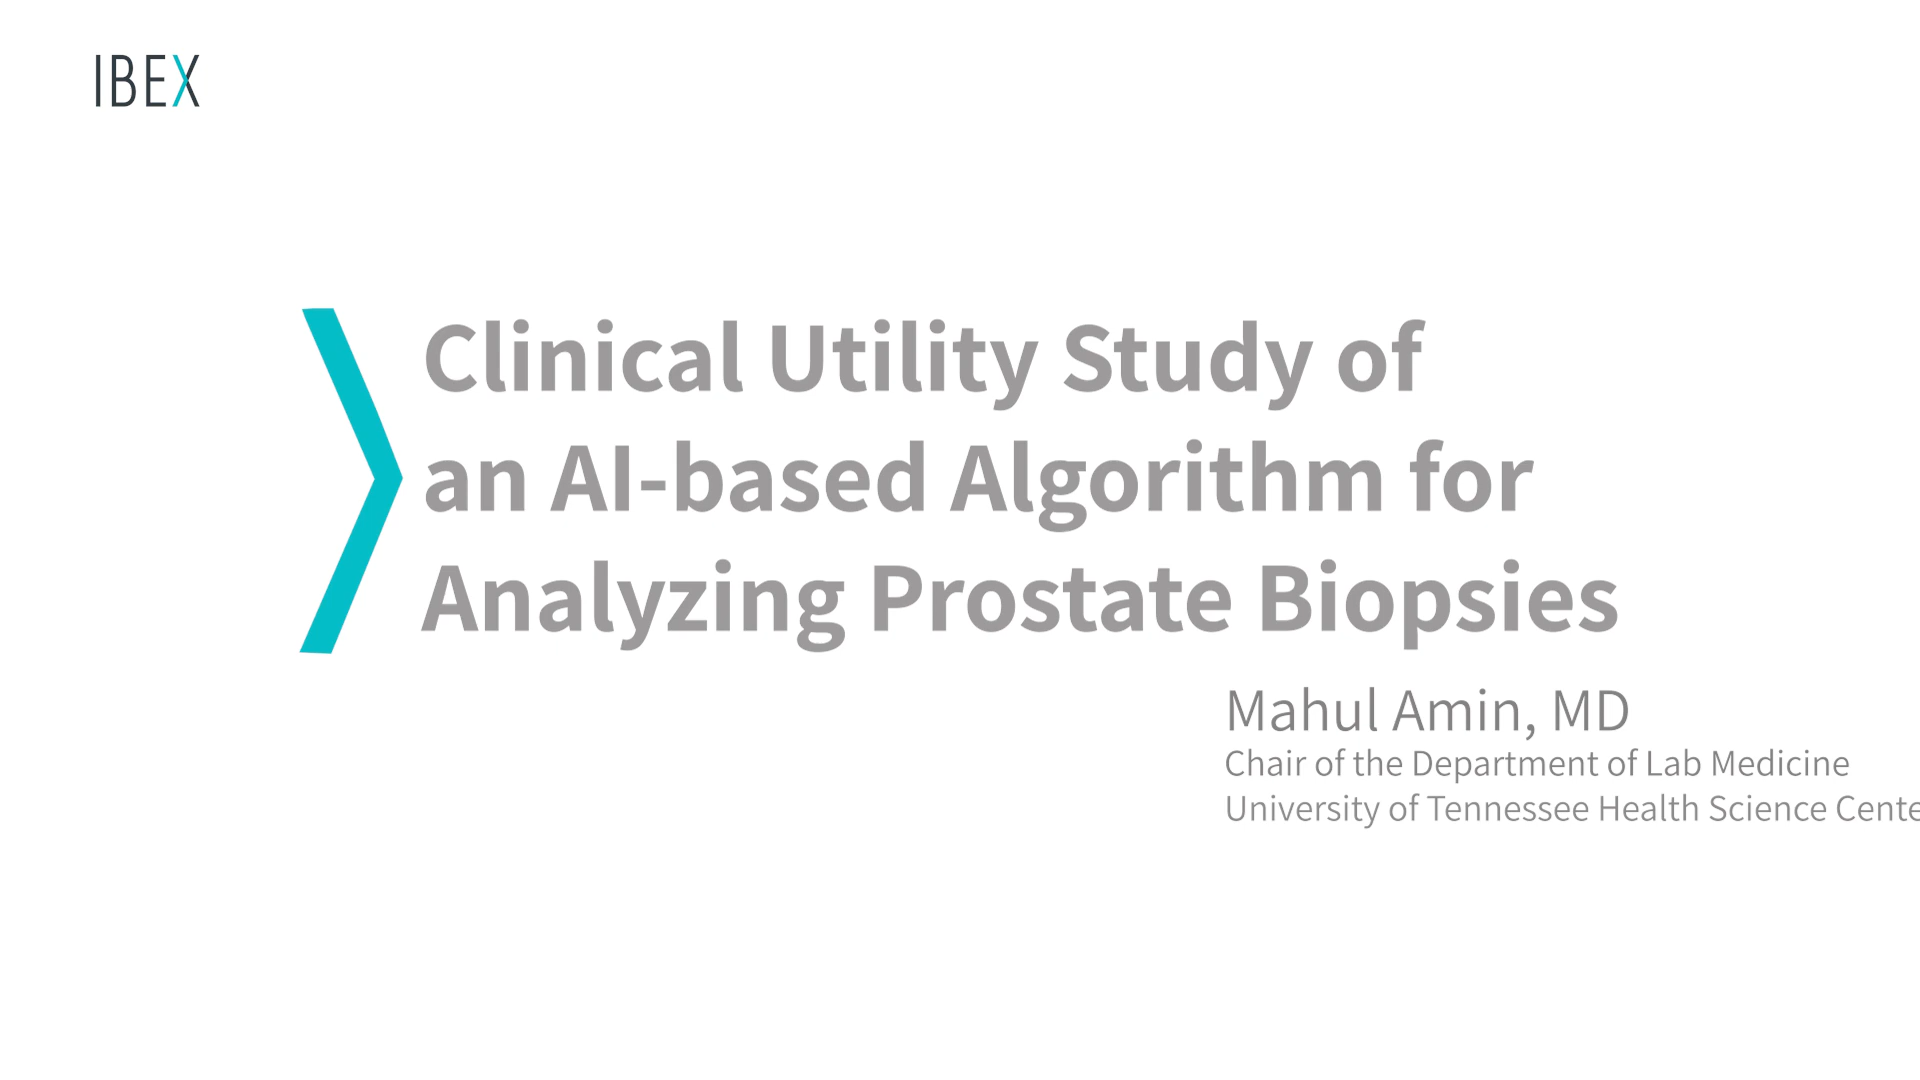 IBEX
Clinical Utility Study of
an AI-based Algorithm for
Analyzing Prostate Biopsies
Mahul Amin, MD
Chair of the Department of Lab Medicine
University of Tennessee Health Science Cente